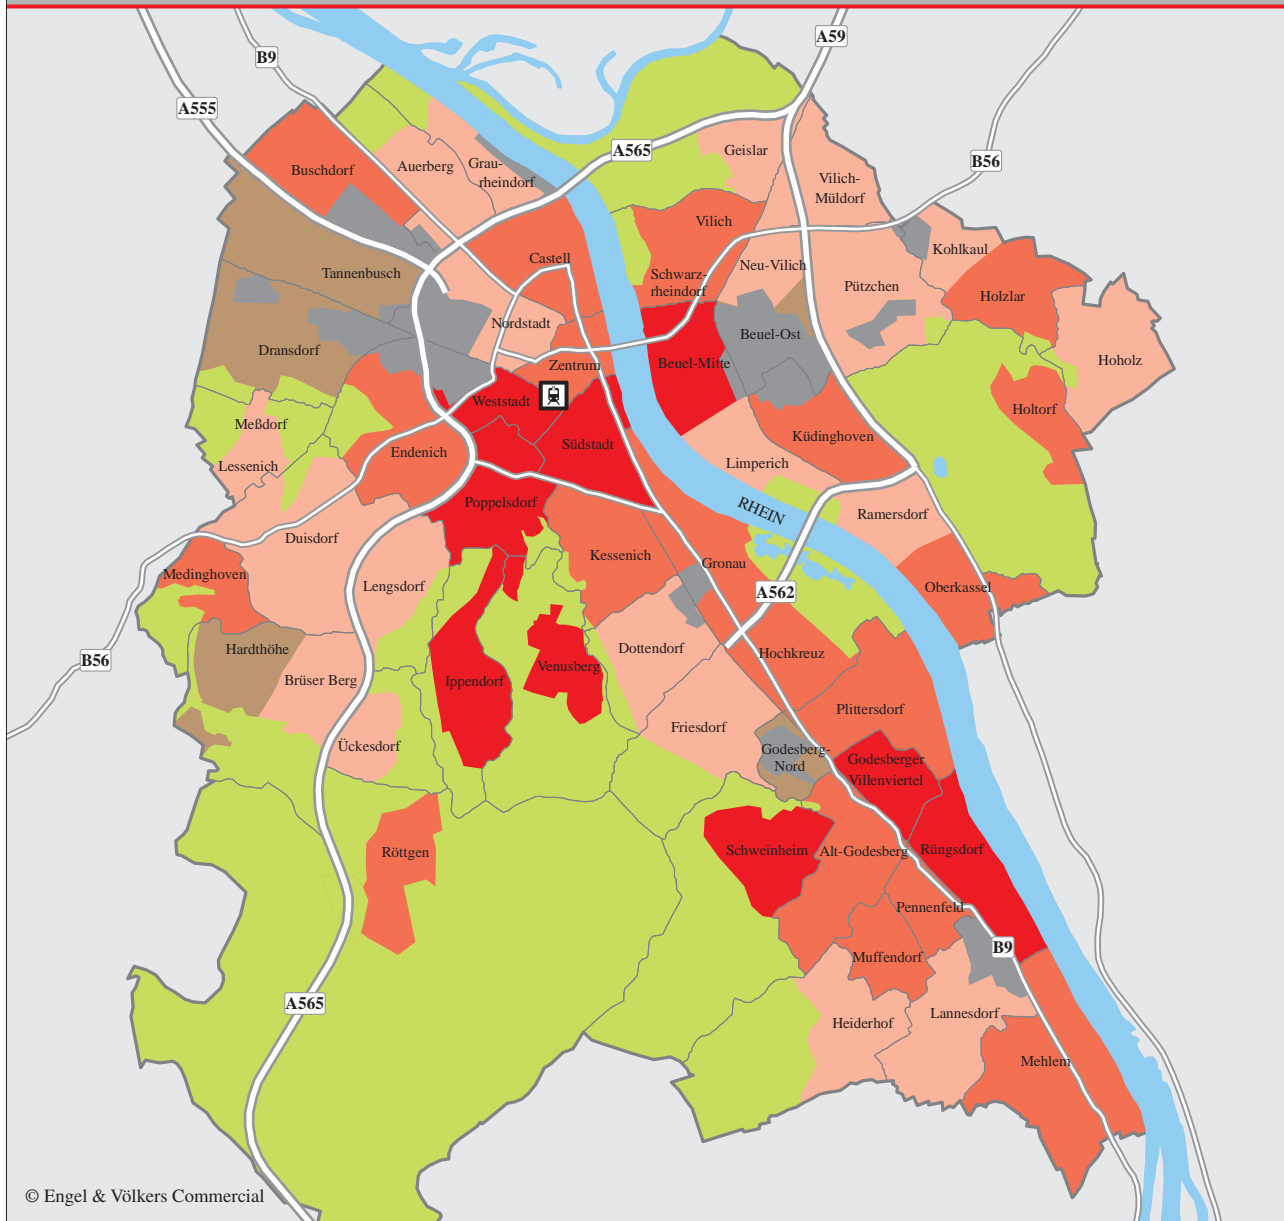 A59
B9
A555
A565
Geislar
B56
Buschdorf
Auerberg
Grau-
rheindorf
Vilich-
Müldorf
Vilich
Kohlkaul
Castell
Neu-Vilich
Tannenbusch
Schwarz-
rheindorf
Pützchen
Holzlar
Nordstadt
Beuel-Ost
Dransdorf
Zentrum
Beuel-Mitte
Hoholz
Weststadt
Holtorf
Meßdorf
Südstadt
Küdinghoven
Endenich
Lessenich
Limperich
Poppelsdorf
RHEIN
Ramersdorf
Duisdorf
Kessenich
Gronau
Medinghoven
Lengsdorf
A562
Oberkassel
Hardthöhe
Dottendorf
Hochkreuz
B56
Brüser Berg
Ippendorf
Venusberg
Plittersdorf
Friesdorf
Ückesdorf
Godesberg-
Nord
Godesberger
Villenviertel
Röttgen
Schweinheim
Alt-Godesberg
Rüngsdorf
Pennenfeld
B9
Muffendorf
A565
Heiderhof
Lannesdorf
Mehlem
© Engel & Völkers Commercial